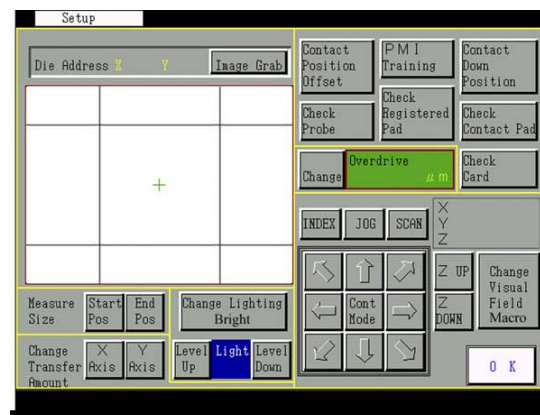 Setup
Die Address X Y
Image Grab
Contact
Position
Offset
P M I
Training
Contact
Down
Position
Check
Probe
Check
Registered
Pad
Check
Contact Pad
Change
Overdrive
μ m
Check
Card
INDEX
JOG
SCAN
X
Y
Z
Measure
Size
Start
Pos
End
Pos
Change Lighting
Bright
Cont
Mode
Z UP
Z
DOWN
Change
Visual
Field
Macro
Change
Transfer
Amount
X
Axis
Y
Axis
Level
Up
Light
Level
Down
O K